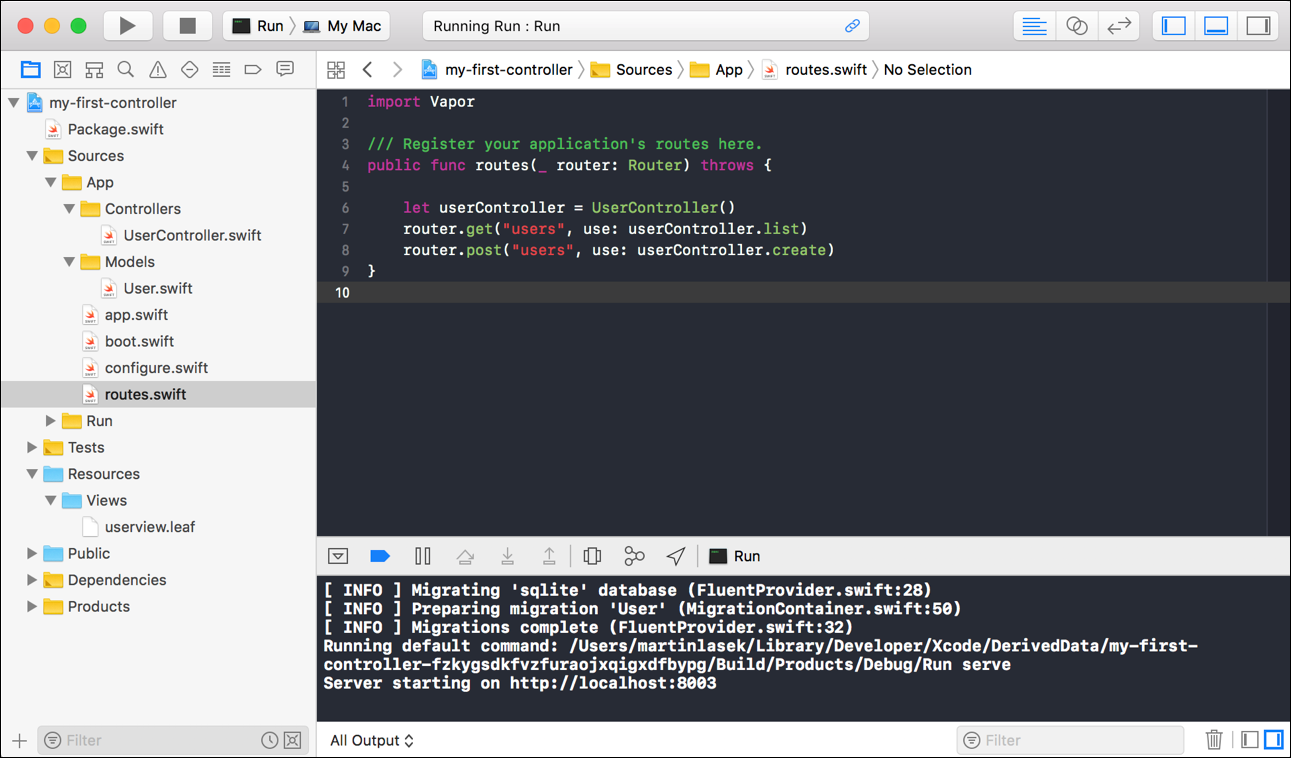 Run
My Mac
Running Run : Run
my-first-controller
Sources
App
routes.swift
No Selection
my-first-controller
Package.swift
Sources
App
Controllers
UserController.swift
Models
User.swift
app.swift
boot.swift
configure.swift
routes.swift
Run
Tests
Resources
Views
userview.leaf
Public
Dependencies
Products
Filter
1 import Vapor
2
3 /// Register your application's routes here.
4 public func routes(_ router: Router) throws {
5
6 let userController = UserController()
7 router.get("users", use: userController.list)
8 router.post("users", use: userController.create)
9 }
10
Run
[ INFO ] Migrating 'sqlite' database (FluentProvider.swift:28)
[ INFO ] Preparing migration 'User' (MigrationContainer.swift:50)
[ INFO ] Migrations complete (FluentProvider.swift:32)
Running default command: /Users/martinlasek/Library/Developer/Xcode/DerivedData/my-first-
controller-fzkygsdkfvzfuraojxqigxdfbypg/Build/Products/Debug/Run serve
Server starting on http://localhost:8003
All Output
Filter